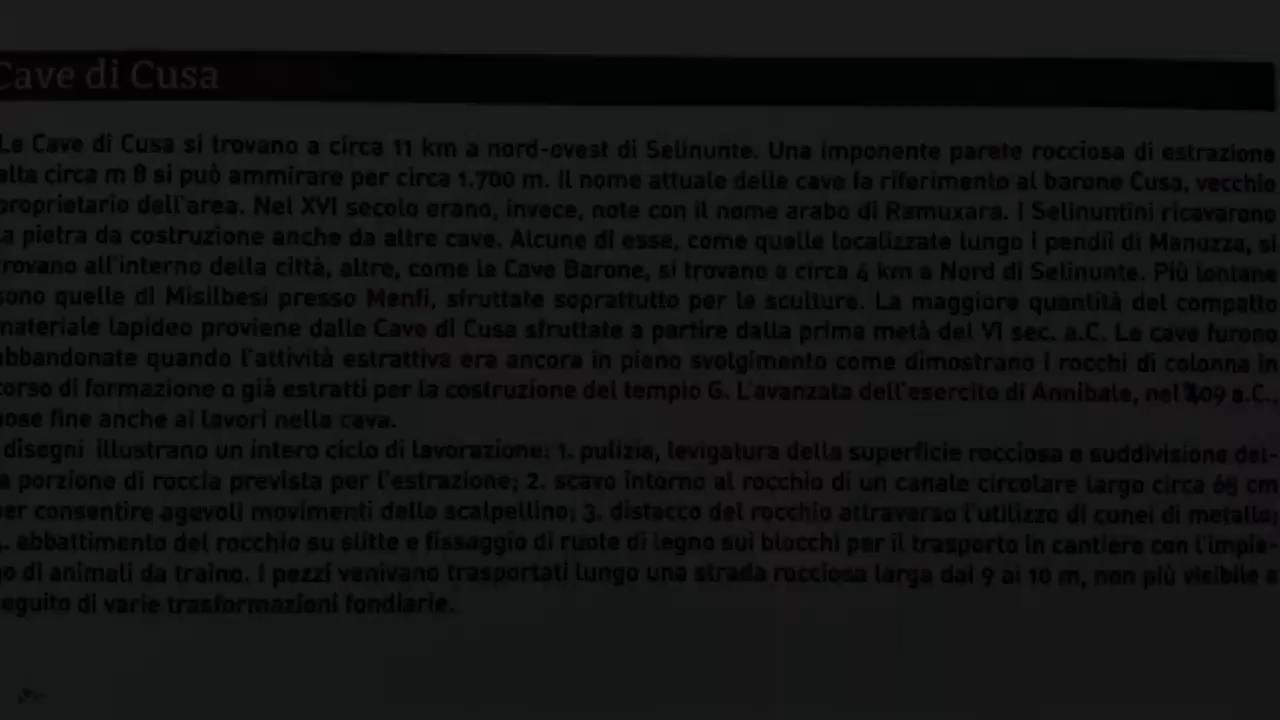 Cave di Cusa
Le Cave di Cusa si trovano a circa 11 km a nord-ovest di Selinunte. Una imponente parete rocciosa di estrazione
alta circa m 8 si può ammirare per circa 1.700 m. Il nome attuale delle cave fa riferimento al barone Cusa, vecchio
proprietario dell'area. Nel XVI secolo erano, invece, note con il nome arabo di Ramuxara. I Selinuntini ricavarono
la pietra da costruzione anche da altre cave. Alcune di esse, come quelle localizzate lungo i pendii di Manuzza, si
trovano all'interno della città, altre, come le Cave Barone, si trovano a circa 4 km a Nord di Selinunte. Più lontane
sono quelle di Misilbesi presso Menfi, sfruttate soprattutto per le sculture. La maggiore quantità del compatto
materiale lapideo proviene dalle Cave di Cusa sfruttate a partire dalla prima metà del VI sec. a.C. Le cave furono
abbandonate quando l'attività estrattiva era ancora in pieno svolgimento come dimostrano i rocchi di colonna in
corso di formazione o già estratti per la costruzione del tempio G. L'avanzata dell'esercito di Annibale, nel 409 a.C.,
pose fine anche ai lavori nella cava.
disegni illustrano un intero ciclo di lavorazione: 1. pulizia, levigatura della superficie rocciosa e suddivisione del-
la porzione di roccia prevista per l'estrazione; 2. scavo intorno al rocchio di un canale circolare largo circa 65 cm
per consentire agevoli movimenti dello scalpellino; 3. distacco del rocchio attraverso l'utilizzo di cunei di metallo;
. abbattimento del rocchio su slitte e fissaggio di ruote di legno sui blocchi per il trasporto in cantiere con l'impie-
go di animali da traino. I pezzi venivano trasportati lungo una strada rocciosa larga dai 9 ai 10 m, non più visibile a
seguito di varie trasformazioni fondiarie.